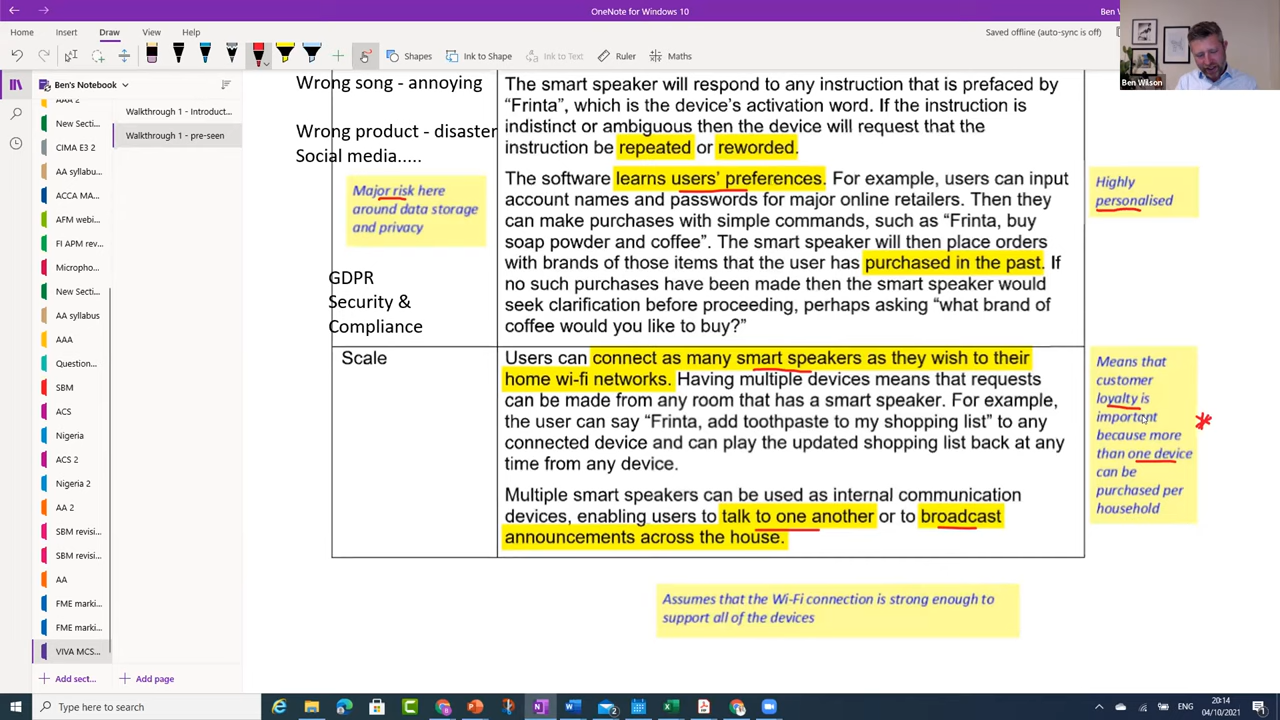 OneNote for Windows 10
Ben W
Home
Insert
Draw
View
Help
Saved offline (auto-sync is off)
Ben Wilson
Shapes
Ink to Shape
Ink to Text
Ruler
Maths
Ben's Notebook
AAA 2
New Secti...
CIMA E3 2
AA syllabu...
ACCA MA...
AFM webi...
FI APM rev...
Micropho...
New Secti...
AA syllabus
AAA
Question...
SBM
ACS
Nigeria
ACS 2
Nigeria 2
AA 2
SBM revisi...
SBM revisi...
AA
FME marki...
FME marki...
VIVA MCS...
Add sect...
Walkthrough 1 - Introduct...
Walkthrough 1 - pre-seen
Add page
Wrong song - annoying
Wrong product - disaster
Social media.....
Major risk here
around data storage
and privacy
GDPR
Security &
Compliance
The smart speaker will respond to any instruction that is prefaced by
“Frinta”, which is the device’s activation word. If the instruction is
indistinct or ambiguous then the device will request that the
instruction be repeated or reworded.
The software learns users’ preferences. For example, users can input
account names and passwords for major online retailers. Then they
can make purchases with simple commands, such as “Frinta, buy
soap powder and coffee”. The smart speaker will then place orders
with brands of those items that the user has purchased in the past. If
no such purchases have been made then the smart speaker would
seek clarification before proceeding, perhaps asking “what brand of
coffee would you like to buy?”
Highly
personalised
Scale
Users can connect as many smart speakers as they wish to their
home wi-fi networks. Having multiple devices means that requests
can be made from any room that has a smart speaker. For example,
the user can say “Frinta, add toothpaste to my shopping list” to any
connected device and can play the updated shopping list back at any
time from any device.
Multiple smart speakers can be used as internal communication
devices, enabling users to talk to one another or to broadcast
announcements across the house.
Means that
customer
loyalty is
important
because more
than one device
can be
purchased per
household
*
Assumes that the Wi-Fi connection is strong enough to
support all of the devices
Type here to search
ENG
20:14
04/10/2021